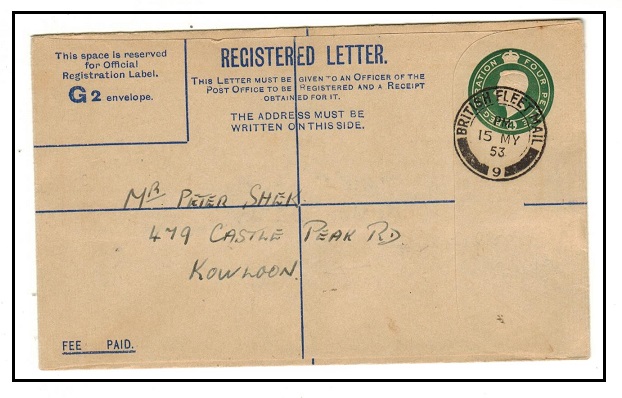 This space is reserved
for Official
Registration Label.
G2 envelope.
REGISTERED LETTER.
THIS LETTER MUST BE GIVEN TO AN OFFICER OF THE
POST OFFICE TO BE REGISTERED AND A RECEIPT
OBTAINED FOR IT.
THE ADDRESS MUST BE
WRITTEN ON THIS SIDE.
FOUR PENCE
BRITISH FLEET MAIL
PM
15 MY
53
9
MR. PETER SHEK.
479 CASTLE PEAK RD.
KOWLOON.
FEE PAID.